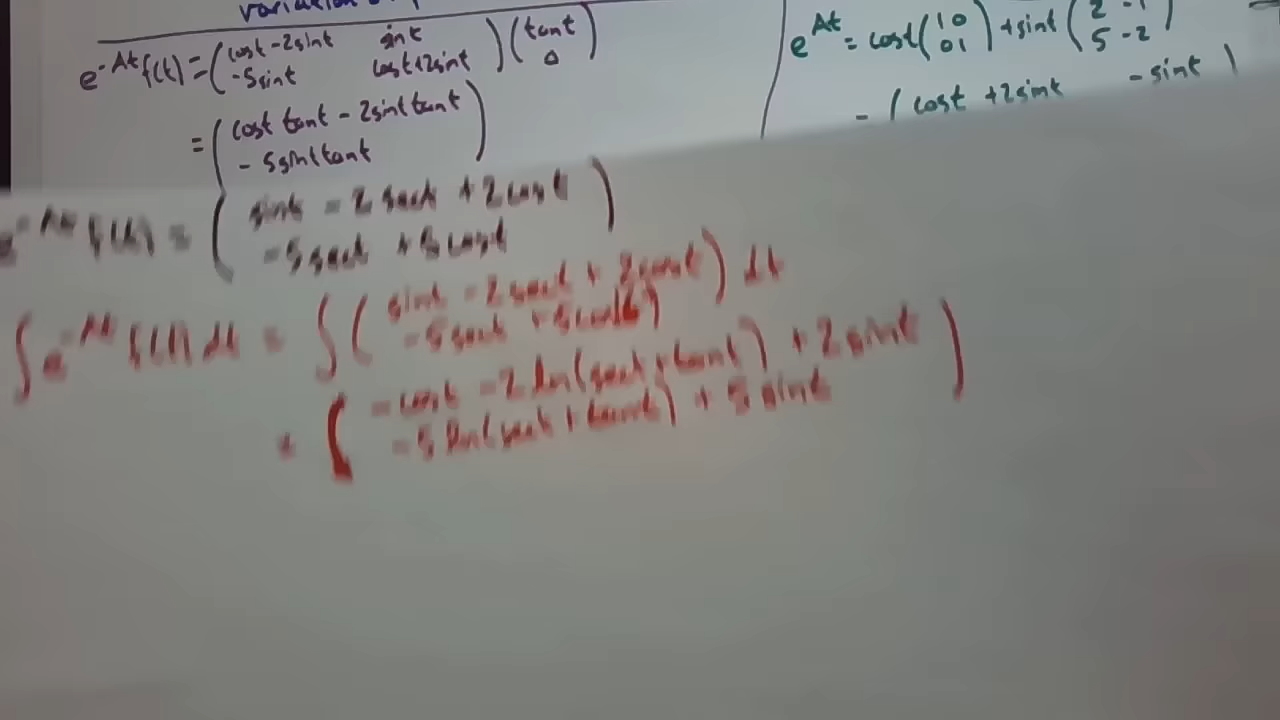 variation
e^{-At} f(t) = ( cost - 2sint   sint ) ( tant )
( -5sint   cost+2sint ) ( 0 )
= ( cost tant - 2sint tant )
( - 5sint tant )
e^{-At} f(t) = ( sint - 2 sect + 2 cost )
( -5 sect + 5 cost )
∫ e^{-At} f(t) dt = ∫ ( sint - 2 sect + 2 cost ) dt
( -5 sect + 5 cost )
= ( -cost - 2 ln(sect + tant) + 2 sint )
( -5 ln(sect + tant) + 5 sint )
e^{At} = cost ( 1 0 ) + sint ( 2 -1 )
( 0 1 ) ( 5 -2 )
= ( cost + 2sint   - sint )